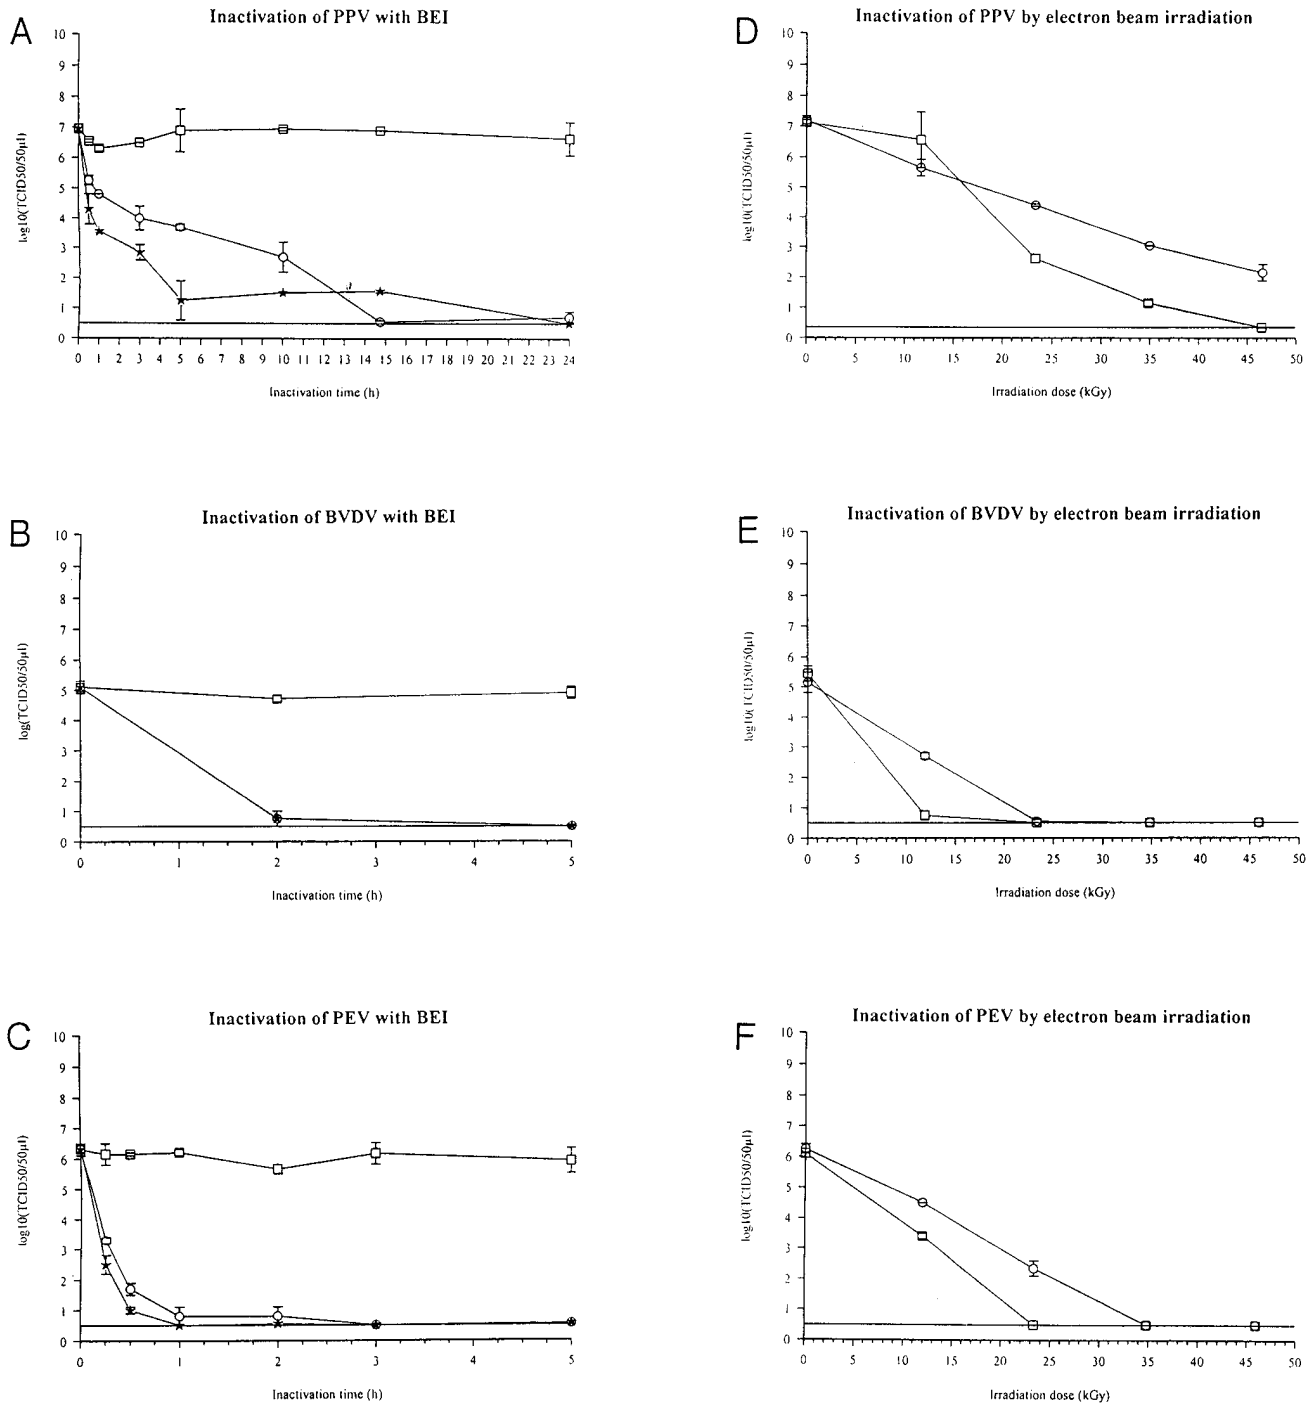 A
Inactivation of PPV with BEI
log10(TCID50/50µl)
10
9
8
7
6
5
4
3
2
1
0
0 1 2 3 4 5 6 7 8 9 10 11 12 13 14 15 16 17 18 19 20 21 22 23 24
Inactivation time (h)
D
Inactivation of PPV by electron beam irradiation
log10(TCID50/50µl)
10
9
8
7
6
5
4
3
2
1
0
0 5 10 15 20 25 30 35 40 45 50
Irradiation dose (kGy)
B
Inactivation of BVDV with BEI
log(TCID50/50µl)
10
9
8
7
6
5
4
3
2
1
0
0 1 2 3 4 5
Inactivation time (h)
E
Inactivation of BVDV by electron beam irradiation
log10(TCID50/50µl)
10
9
8
7
6
5
4
3
2
1
0
0 5 10 15 20 25 30 35 40 45 50
Irradiation dose (kGy)
C
Inactivation of PEV with BEI
log10(TCID50/50µl)
10
9
8
7
6
5
4
3
2
1
0
0 1 2 3 4 5
Inactivation time (h)
F
Inactivation of PEV by electron beam irradiation
log10(TCID50/50µl)
10
9
8
7
6
5
4
3
2
1
0
0 5 10 15 20 25 30 35 40 45 50
Irradiation dose (kGy)